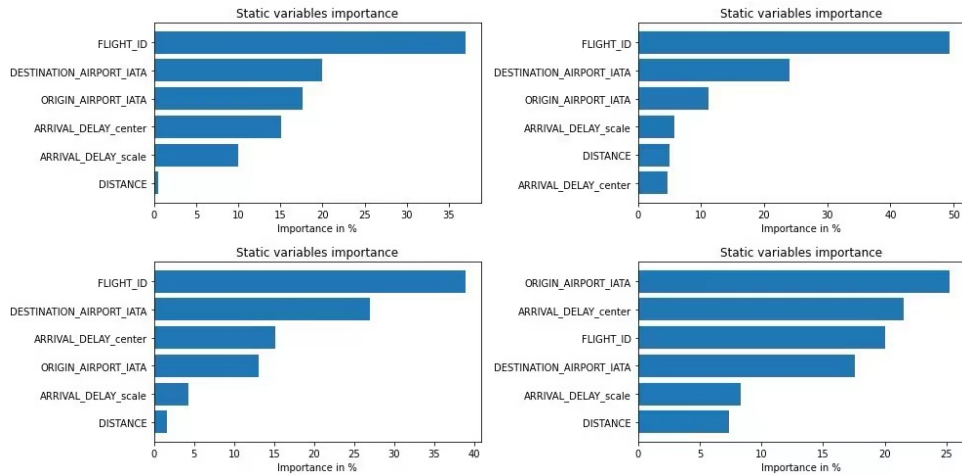 Static variables importance
FLIGHT_ID
DESTINATION_AIRPORT_IATA
ORIGIN_AIRPORT_IATA
ARRIVAL_DELAY_center
ARRIVAL_DELAY_scale
DISTANCE
0 5 10 15 20 25 30 35
Importance in %
Static variables importance
FLIGHT_ID
DESTINATION_AIRPORT_IATA
ORIGIN_AIRPORT_IATA
ARRIVAL_DELAY_scale
DISTANCE
ARRIVAL_DELAY_center
0 10 20 30 40 50
Importance in %
Static variables importance
FLIGHT_ID
DESTINATION_AIRPORT_IATA
ARRIVAL_DELAY_center
ORIGIN_AIRPORT_IATA
ARRIVAL_DELAY_scale
DISTANCE
0 5 10 15 20 25 30 35 40
Importance in %
Static variables importance
ORIGIN_AIRPORT_IATA
ARRIVAL_DELAY_center
FLIGHT_ID
DESTINATION_AIRPORT_IATA
ARRIVAL_DELAY_scale
DISTANCE
0 5 10 15 20 25
Importance in %